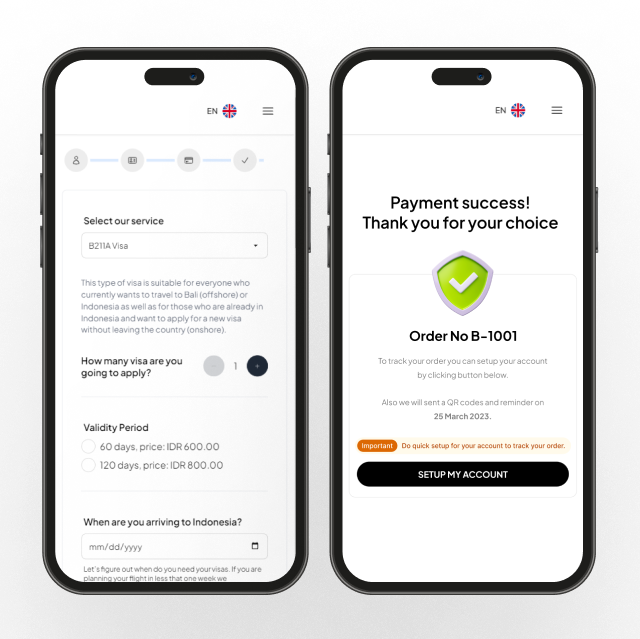 EN
Select our service
B211A Visa
This type of visa is suitable for everyone who
currently wants to travel to Bali (offshore) or
Indonesia as well as for those who are already in
Indonesia and want to apply for a new visa
without leaving the country (onshore).
How many visa are you
going to apply?
- 1 +
Validity Period
60 days, price: IDR 600.00
120 days, price: IDR 800.00
When are you arriving to Indonesia?
mm/dd/yyyy
Let's figure out when do you need your visas. If you are
planning your flight in less that one week we
EN
Payment success!
Thank you for your choice
Order No B-1001
To track your order you can setup your account
by clicking button below.
Also we will sent a QR codes and reminder on
25 March 2023.
Important Do quick setup for your account to track your order.
SETUP MY ACCOUNT